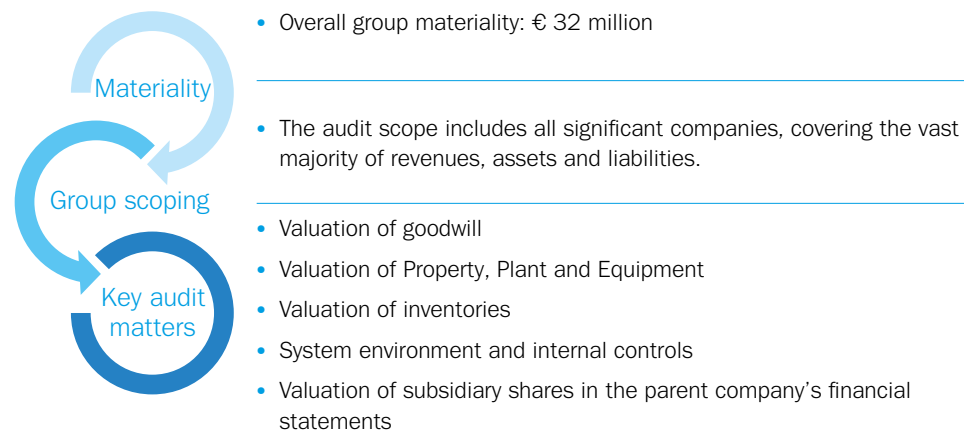 Materiality
• Overall group materiality: € 32 million
Group scoping
• The audit scope includes all significant companies, covering the vast
majority of revenues, assets and liabilities.
Key audit
matters
• Valuation of goodwill
• Valuation of Property, Plant and Equipment
• Valuation of inventories
• System environment and internal controls
• Valuation of subsidiary shares in the parent company’s financial
statements